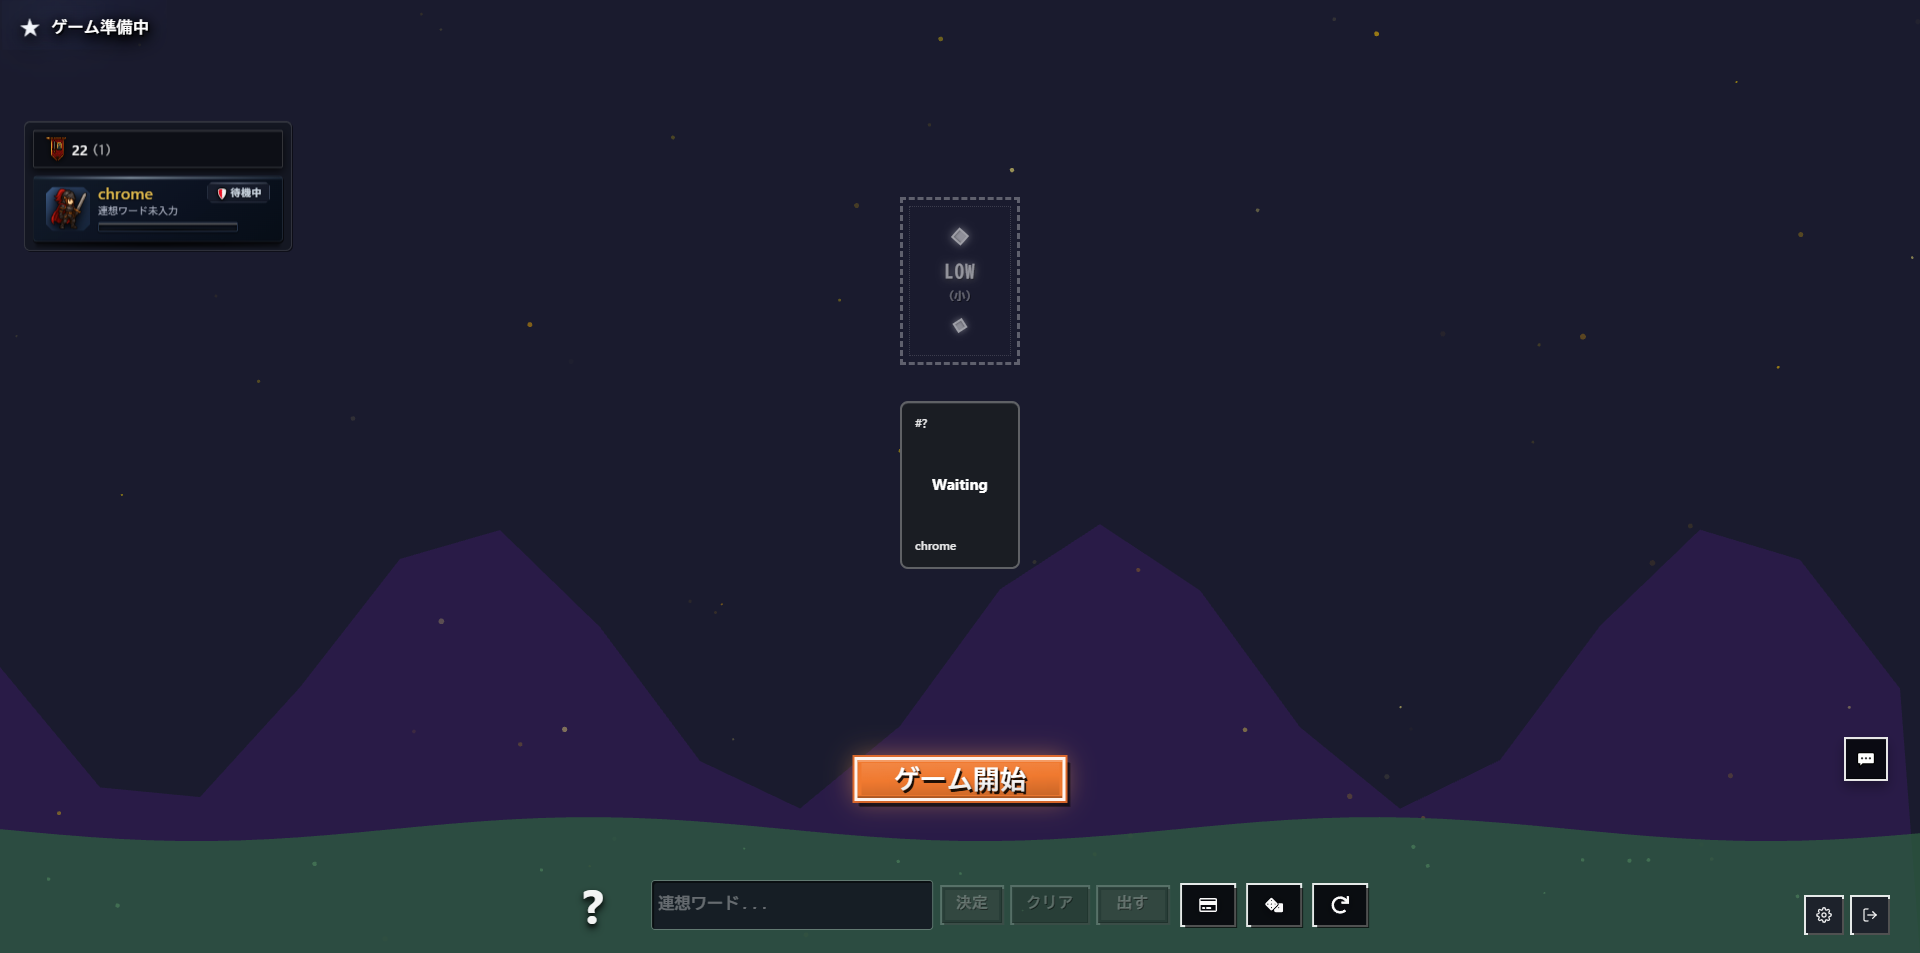 ★ ゲーム準備中
22 (1)
chrome
待機中
連想ワード未入力
LOW
(小)
#?
Waiting
chrome
ゲーム開始
?
連想ワード...
決定
クリア
出す